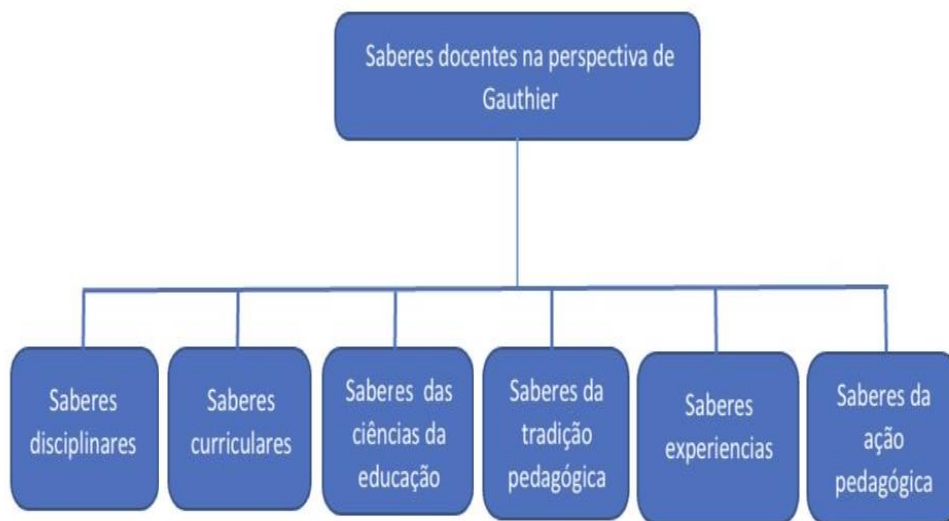 Saberes docentes na perspectiva de
Gauthier
Saberes
disciplinares
Saberes
curriculares
Saberes das
ciências da
educação
Saberes da
tradição
pedagógica
Saberes
experiencias
Saberes da
ação
pedagógica